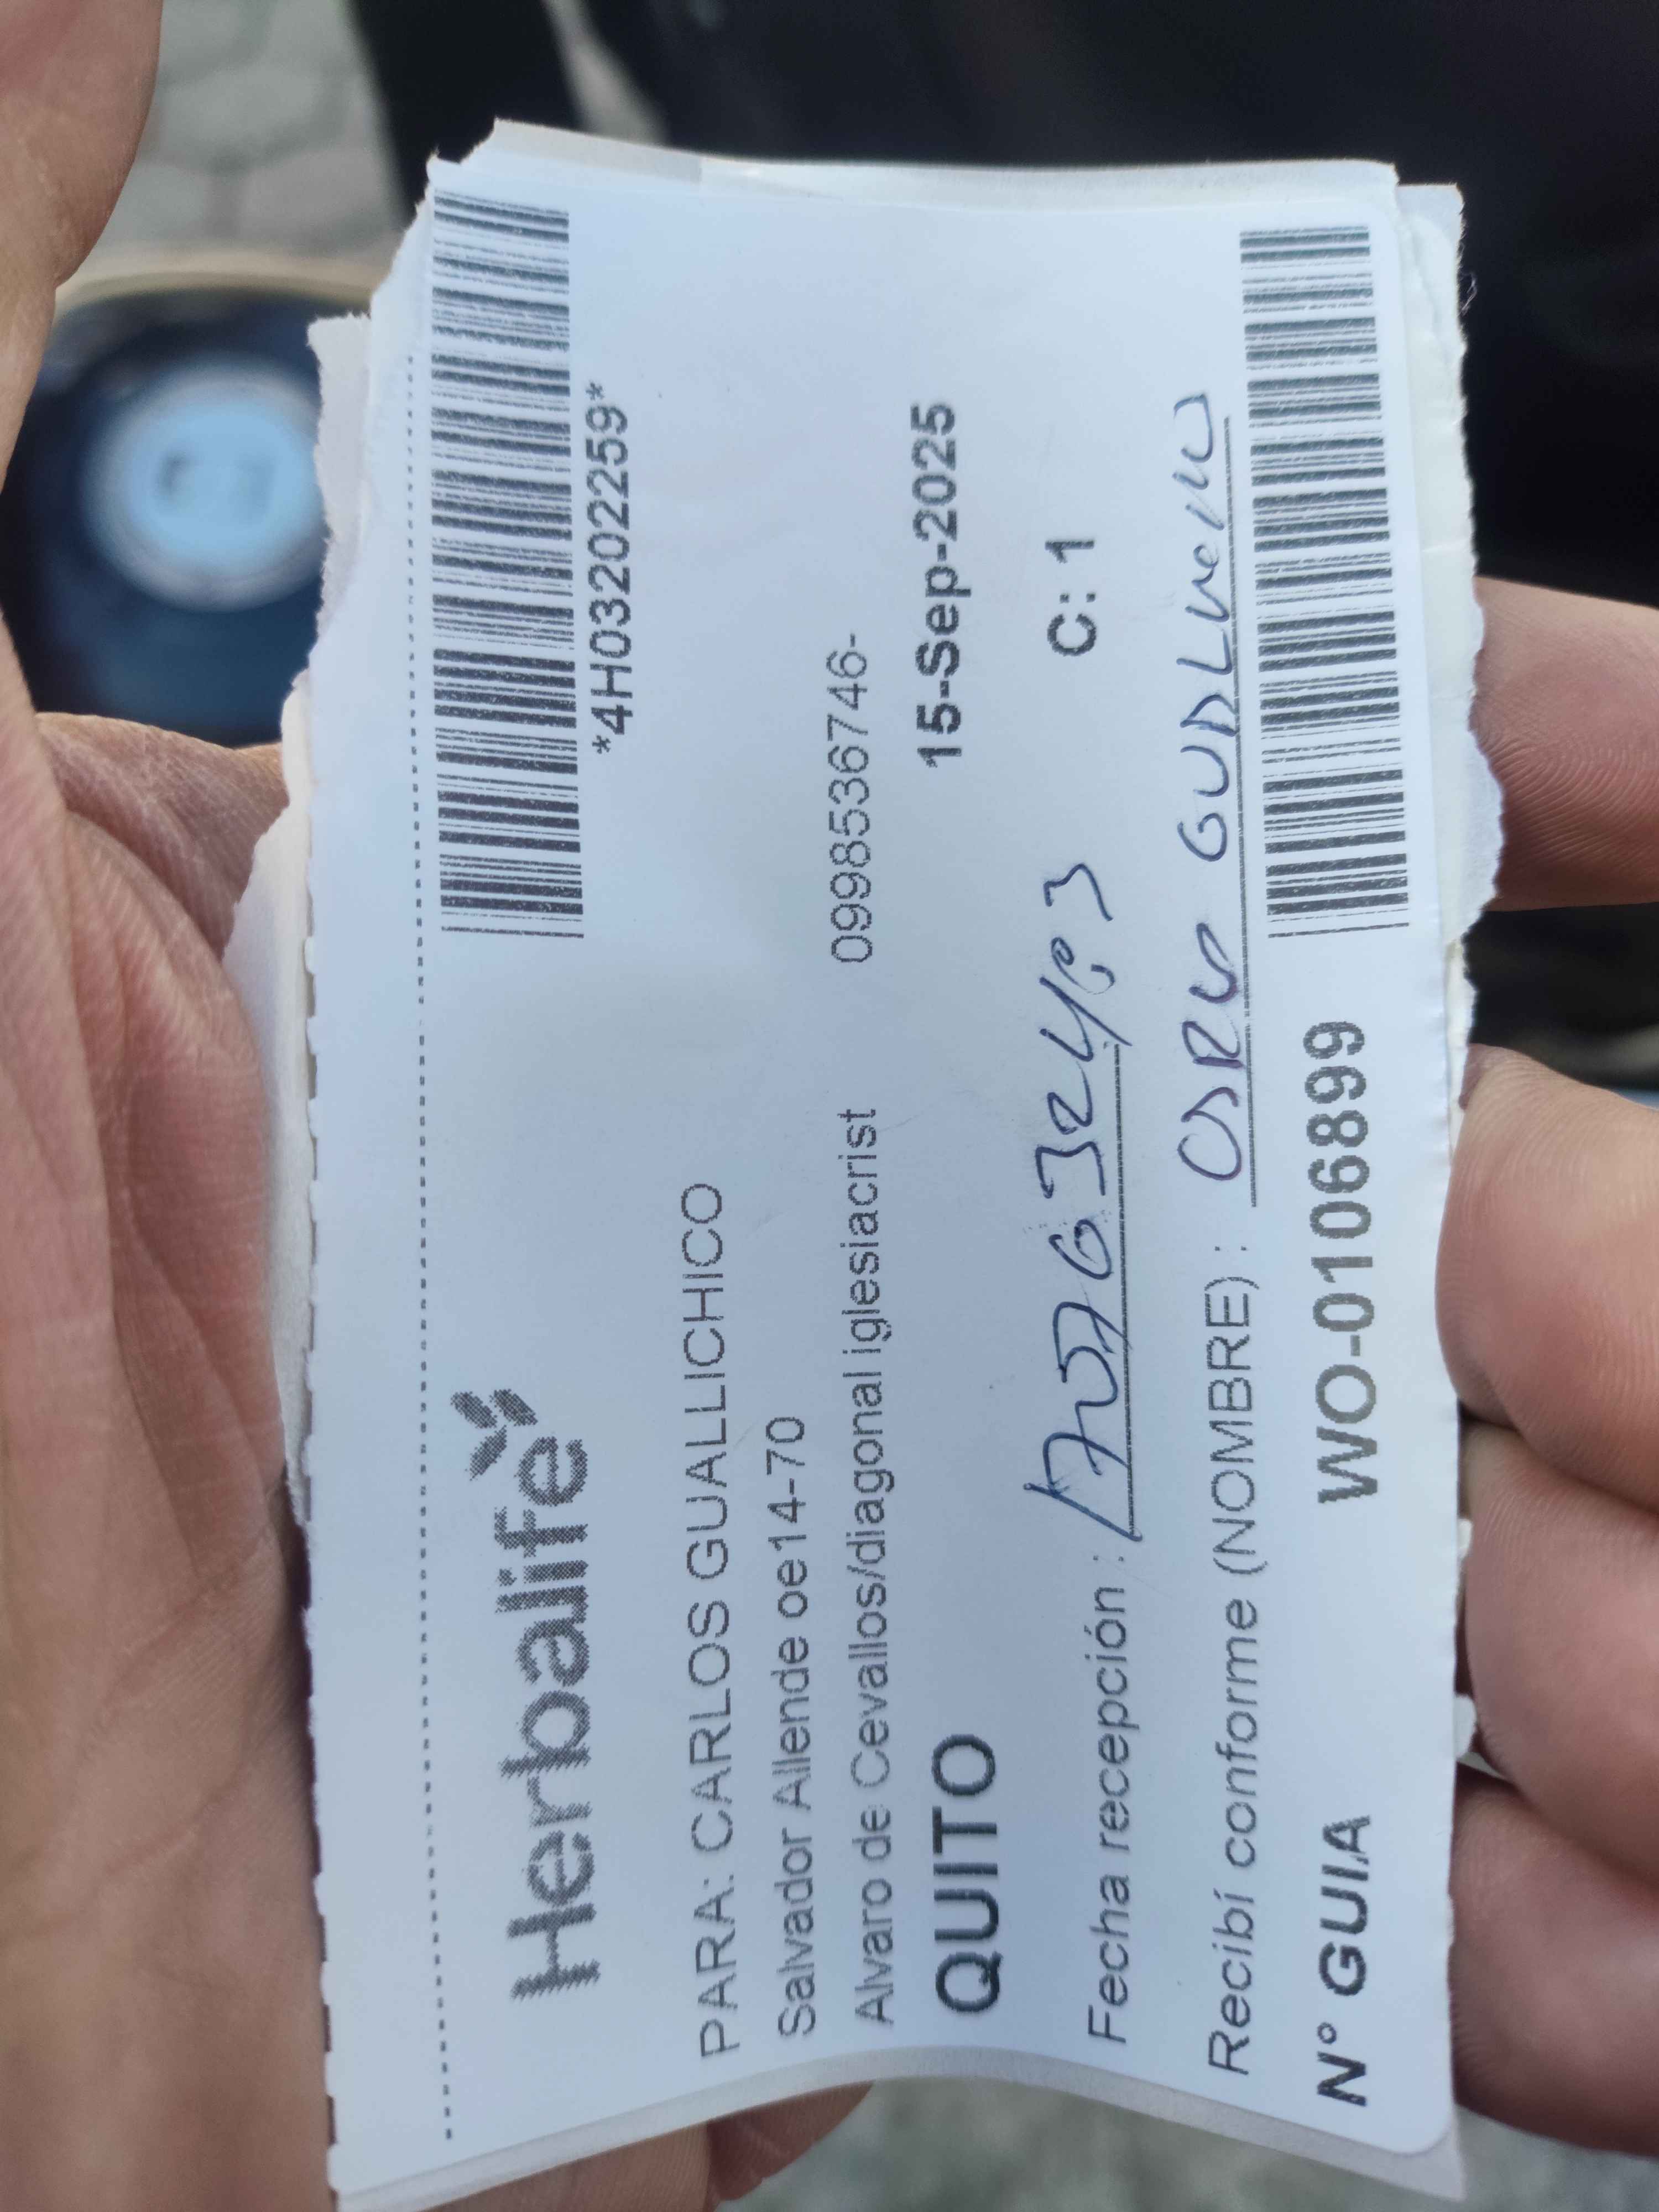 Herbalife
*4H03202259*
PARA: CARLOS GUALLICHICO
Salvador Allende oe14-70
Alvaro de Cevallos/diagonal iglesiacrist 0998536746-
QUITO 15-Sep-2025
Fecha recepción : C: 1
Recibí conforme (NOMBRE) :
N° GUIA WO-0106899